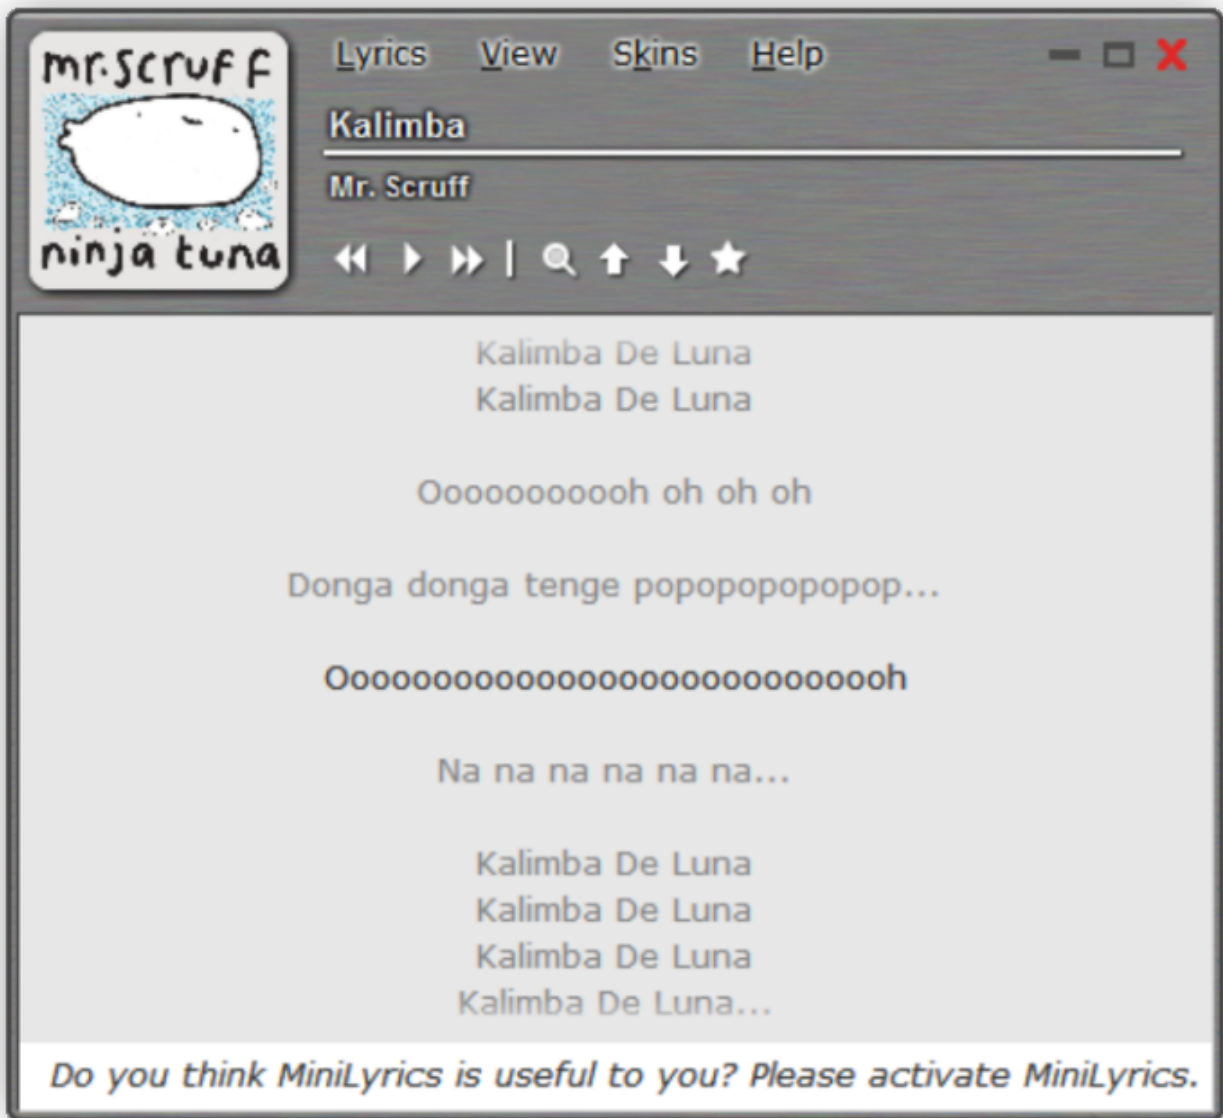 mr.scruff
ninja tuna
Lyrics View Skins Help
Kalimba
Mr. Scruff
Kalimba De Luna
Kalimba De Luna
Oooooooooooh oh oh oh
Donga donga tenge popopopopopop...
Ooooooooooooooooooooooooooooh
Na na na na na na...
Kalimba De Luna
Kalimba De Luna
Kalimba De Luna
Kalimba De Luna...
Do you think MiniLyrics is useful to you? Please activate MiniLyrics.